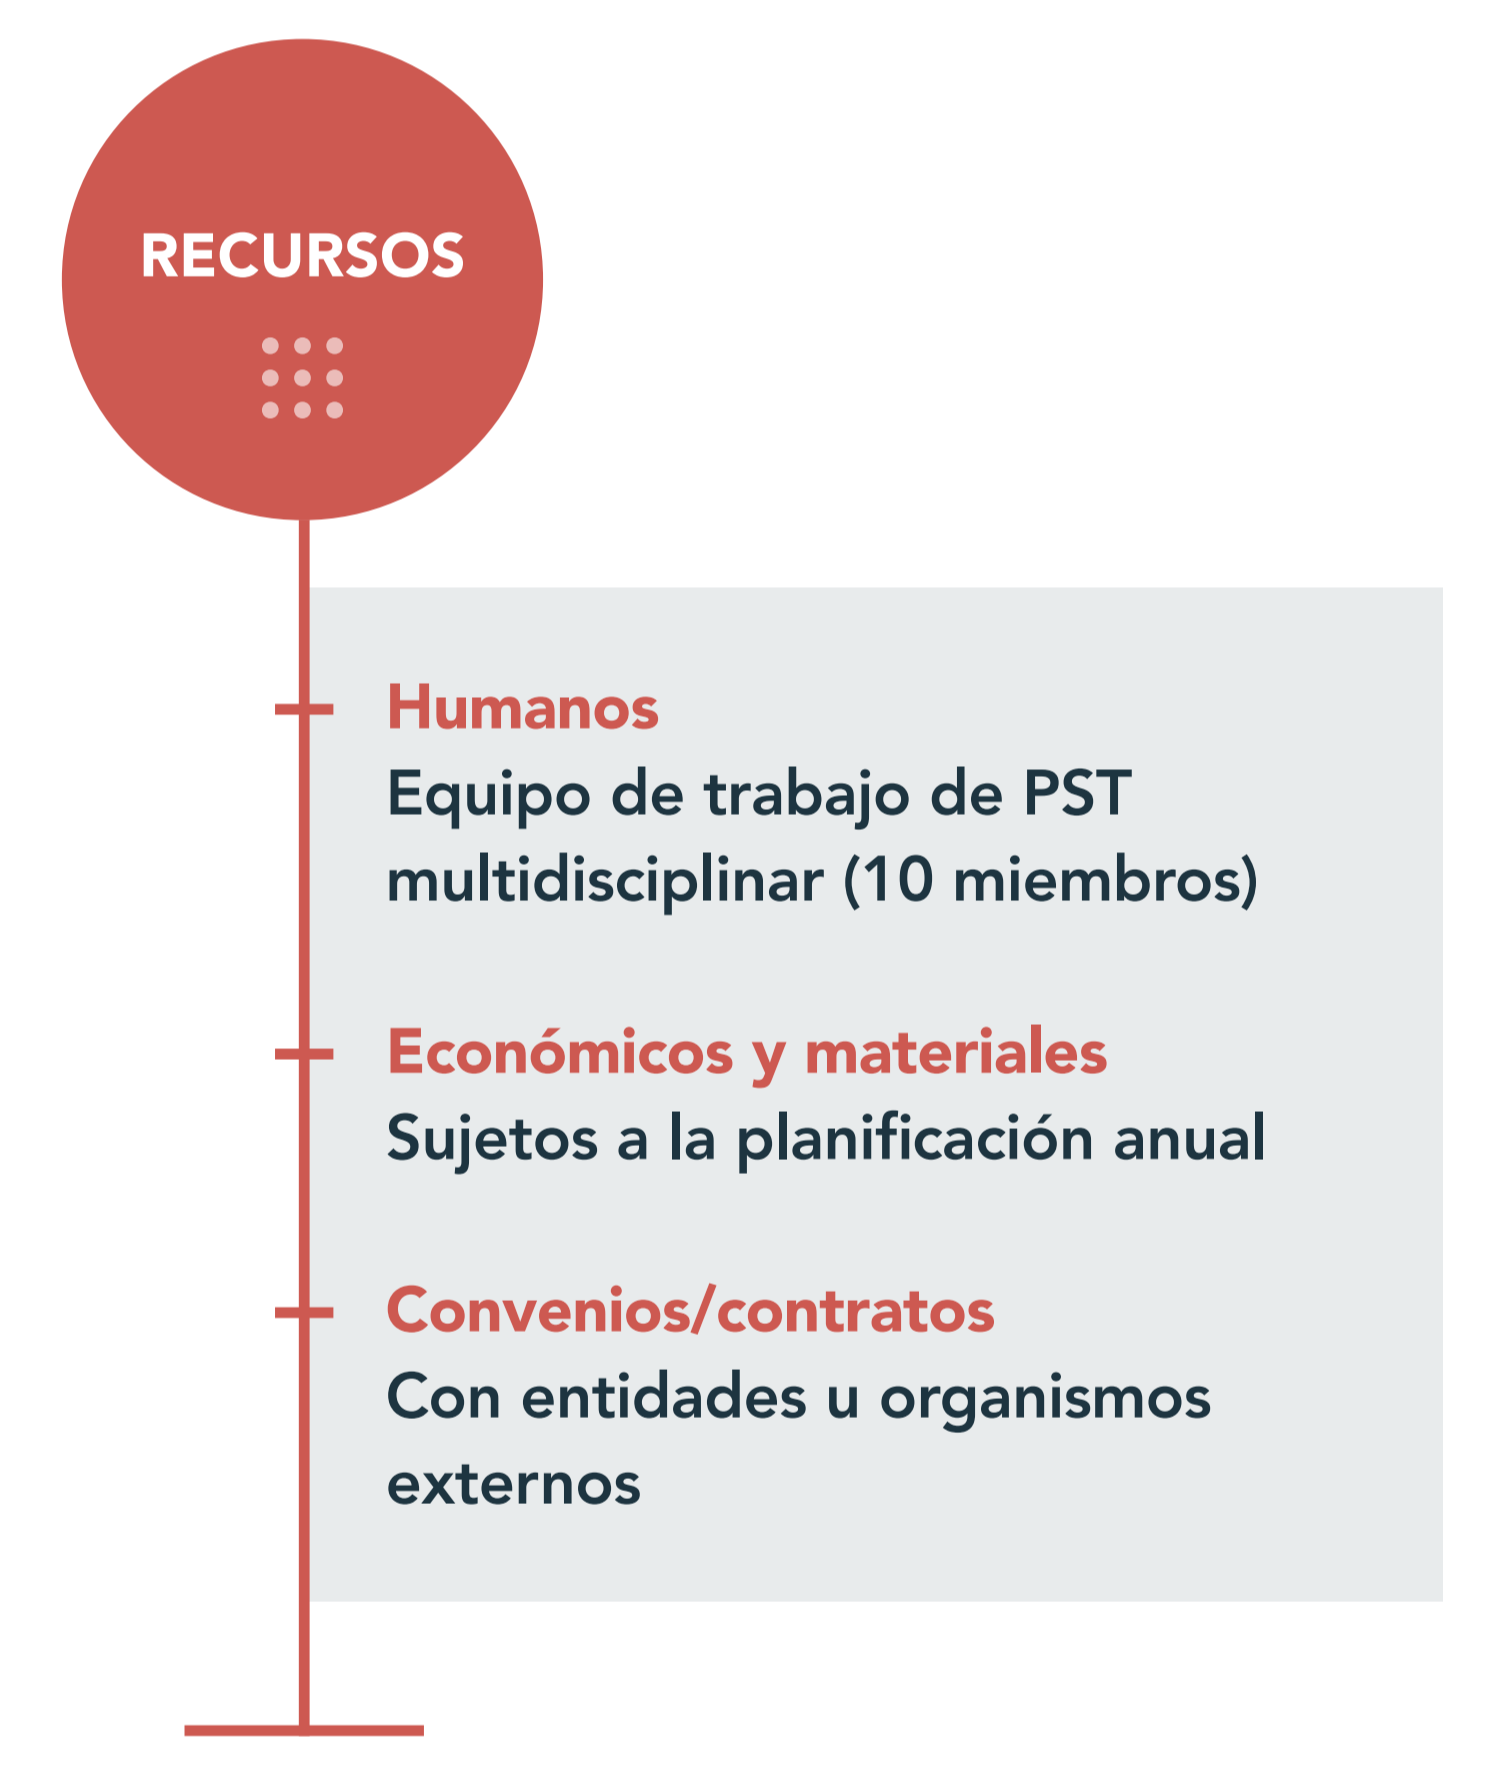 RECURSOS
Humanos
Equipo de trabajo de PST
multidisciplinar (10 miembros)
Económicos y materiales
Sujetos a la planificación anual
Convenios/contratos
Con entidades u organismos
externos